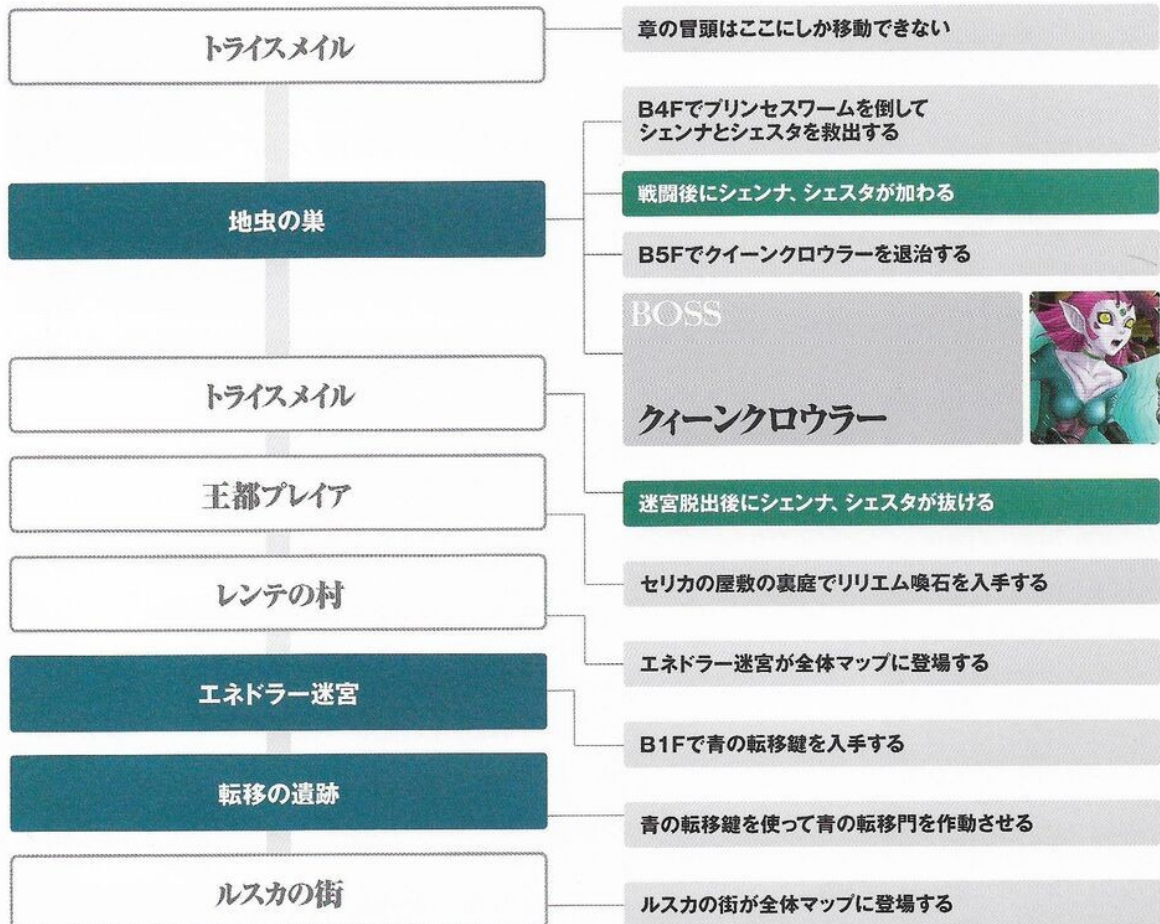 トライスメイル
章の冒頭はここにしか移動できない
地虫の巣
B4Fでプリンセスワームを倒して
シェンナとシェスタを救出する
戦闘後にシェンナ、シェスタが加わる
B5Fでクイーンクロウラーを退治する
BOSS
クィーンクロウラー
トライスメイル
迷宮脱出後にシェンナ、シェスタが抜ける
王都プレイア
セリカの屋敷の裏庭でリリエム喚石を入手する
レンテの村
エネドラー迷宮が全体マップに登場する
エネドラー迷宮
B1Fで青の転移鍵を入手する
転移の遺跡
青の転移鍵を使って青の転移門を作動させる
ルスカの街
ルスカの街が全体マップに登場する